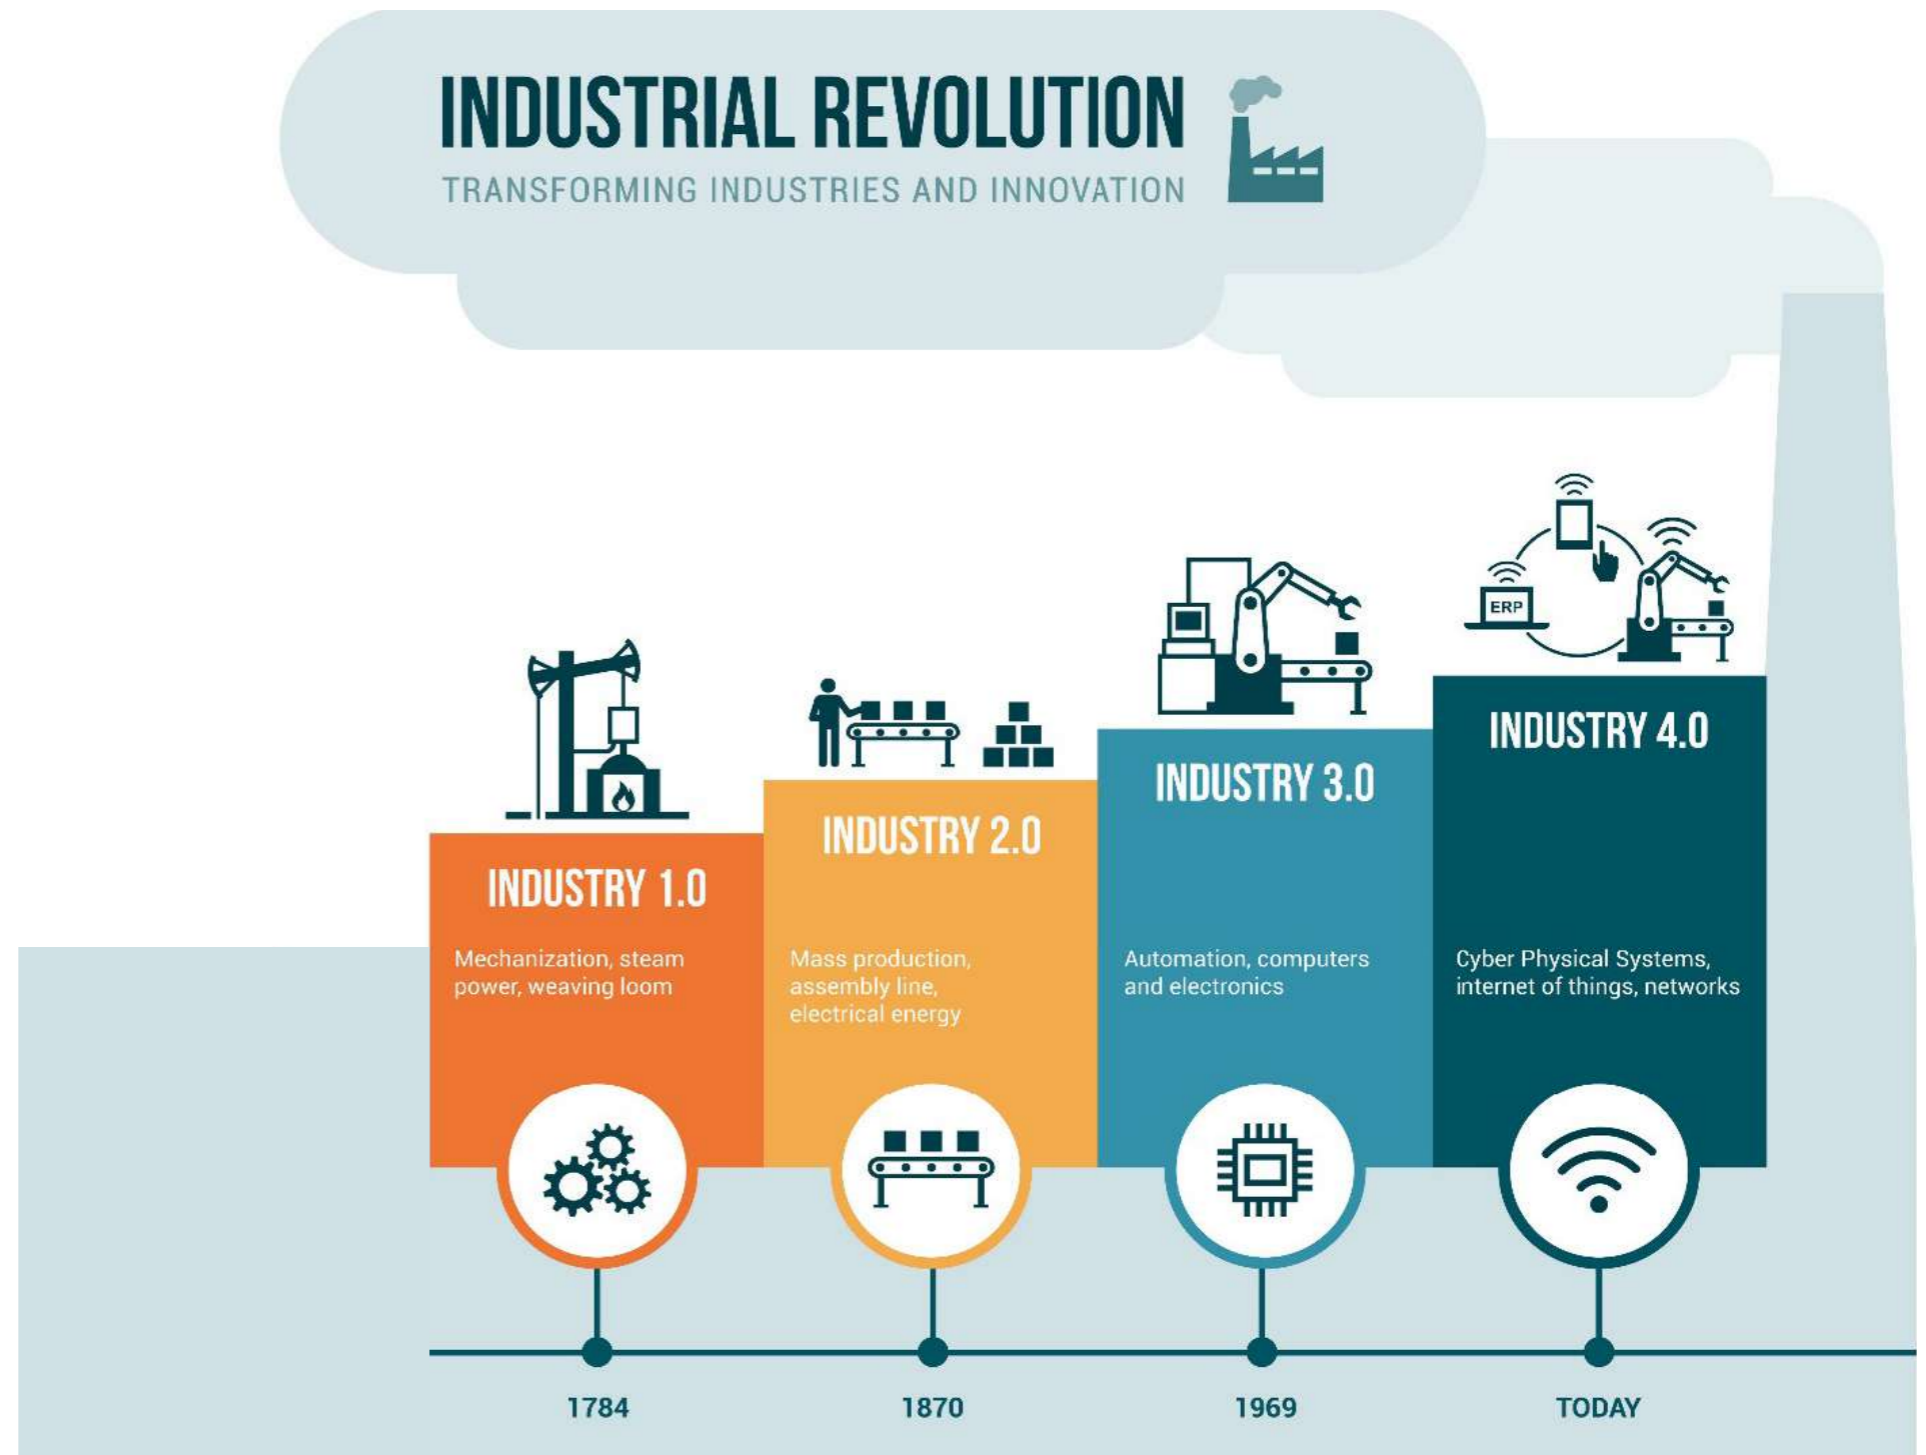 INDUSTRIAL REVOLUTION
TRANSFORMING INDUSTRIES AND INNOVATION
ERP
INDUSTRY 1.0
Mechanization, steam
power, weaving loom
INDUSTRY 2.0
Mass production,
assembly line,
electrical energy
INDUSTRY 3.0
Automation, computers
and electronics
INDUSTRY 4.0
Cyber Physical Systems,
internet of things, networks
1784
1870
1969
TODAY